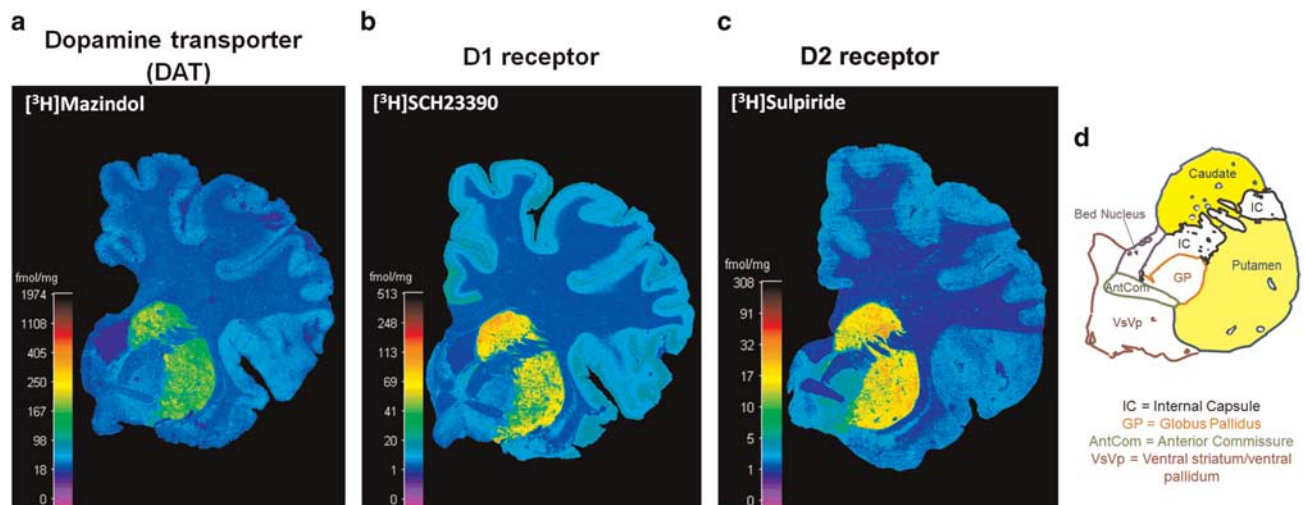 a
Dopamine transporter
(DAT)
[³H]Mazindol
fmol/mg
1974
1108
405
250
167
98
18
0
b
D1 receptor
[³H]SCH23390
fmol/mg
513
248
113
69
41
20
1
0
c
D2 receptor
[³H]Sulpiride
fmol/mg
308
91
32
17
10
5
1
0
d
Caudate
IC
Bed Nucleus
IC
Putamen
GP
AntCom
VsVp
IC = Internal Capsule
GP = Globus Pallidus
AntCom = Anterior Commissure
VsVp = Ventral striatum/ventral
pallidum